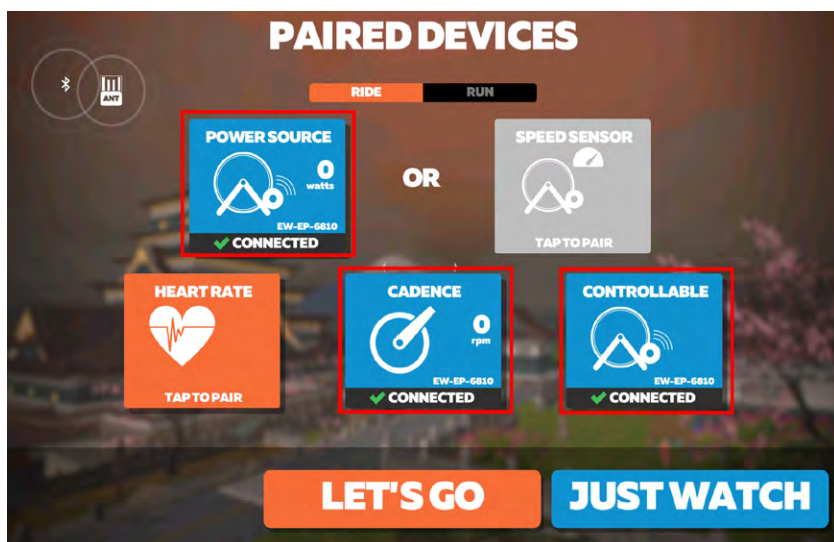 PAIRED DEVICES
ANT
RIDE
RUN
POWER SOURCE
0
watts
EW-EP-6810
CONNECTED
OR
SPEED SENSOR
TAP TO PAIR
HEART RATE
TAP TO PAIR
CADENCE
0
rpm
EW-EP-6810
CONNECTED
CONTROLLABLE
EW-EP-6810
CONNECTED
LET'S GO
JUST WATCH